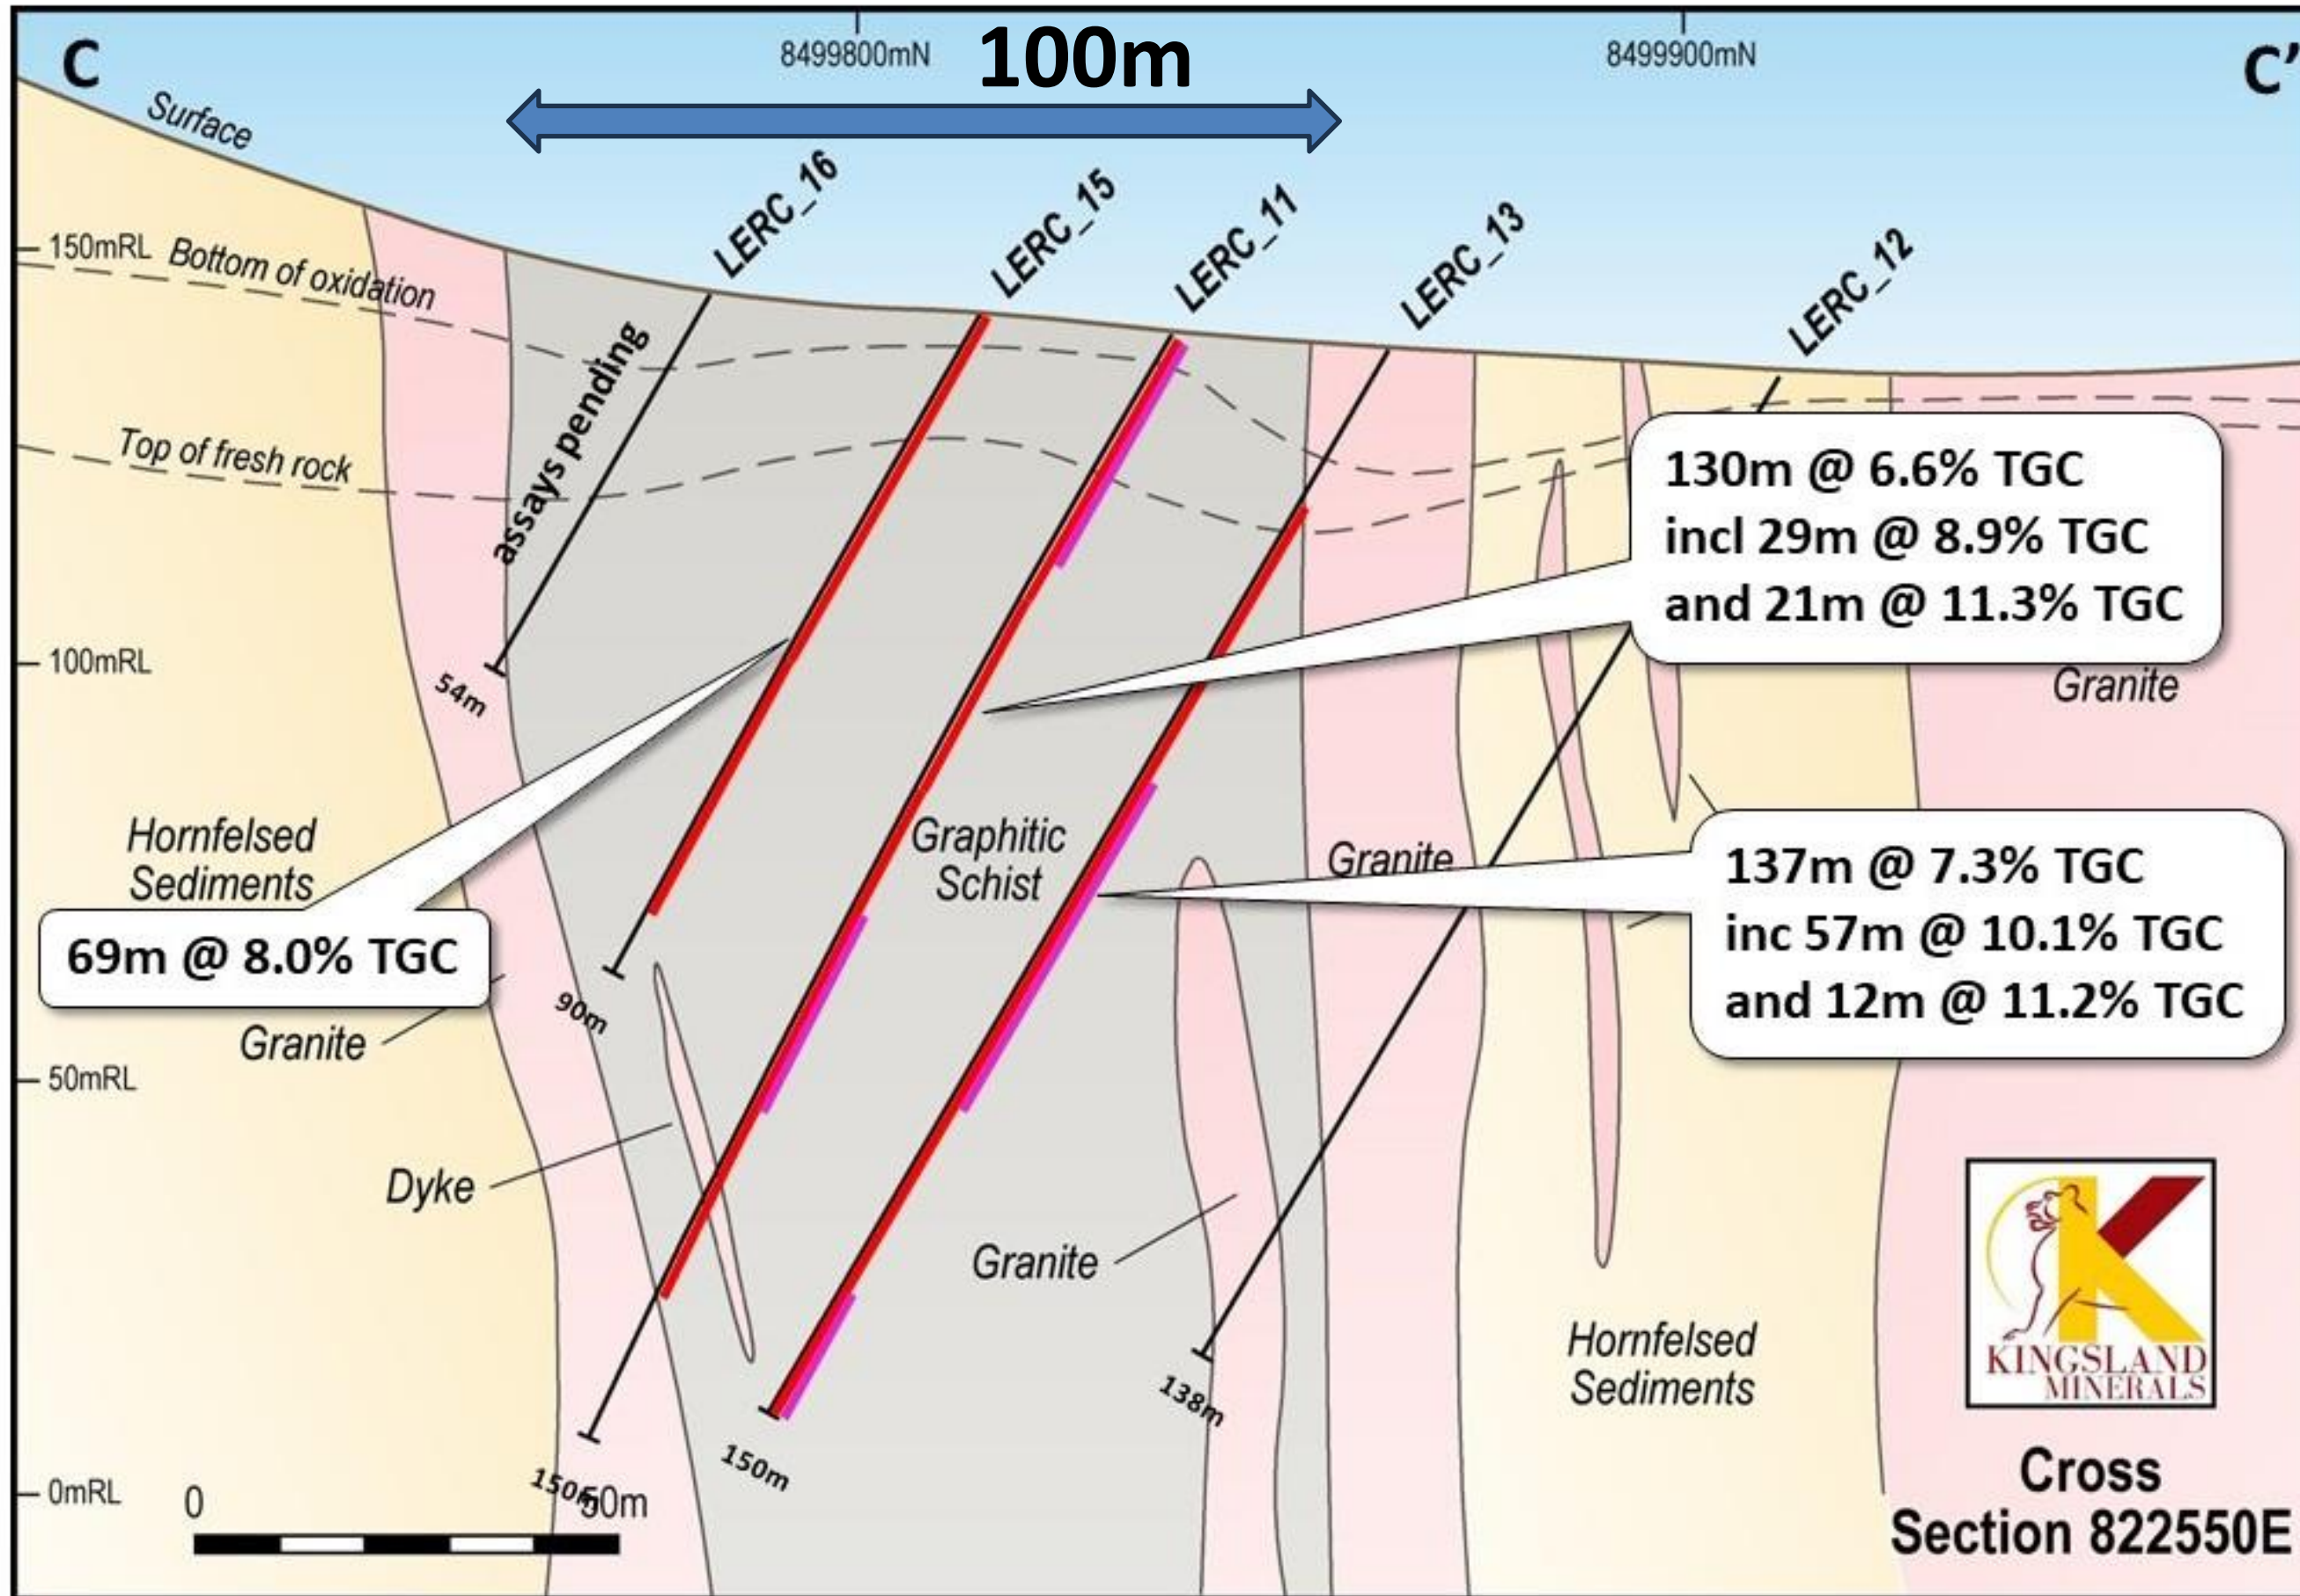 C
8499800mN
100m
8499900mN
C'
Surface
LERC_16
LERC_15
LERC_11
LERC_13
LERC_12
150mRL
Bottom of oxidation
assays pending
Top of fresh rock
130m @ 6.6% TGC
incl 29m @ 8.9% TGC
and 21m @ 11.3% TGC
100mRL
54m
Granite
Hornfelsed
Sediments
Graphitic
Schist
Granite
137m @ 7.3% TGC
inc 57m @ 10.1% TGC
and 12m @ 11.2% TGC
69m @ 8.0% TGC
90m
Granite
50mRL
Dyke
Granite
Hornfelsed
Sediments
138m
KINGSLAND
MINERALS
150m
150m
0mRL
0
50m
Cross
Section 822550E